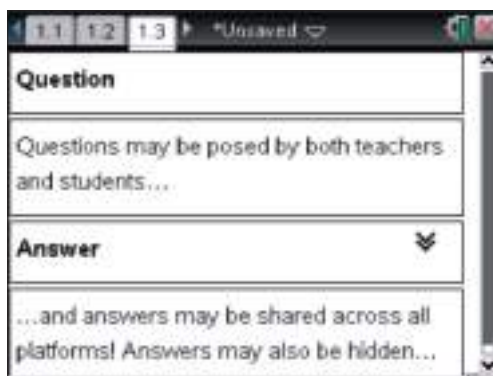 1.1 1.2 1.3 *Unsaved
Question
Questions may be posed by both teachers
and students...
Answer
...and answers may be shared across all
platforms! Answers may also be hidden...